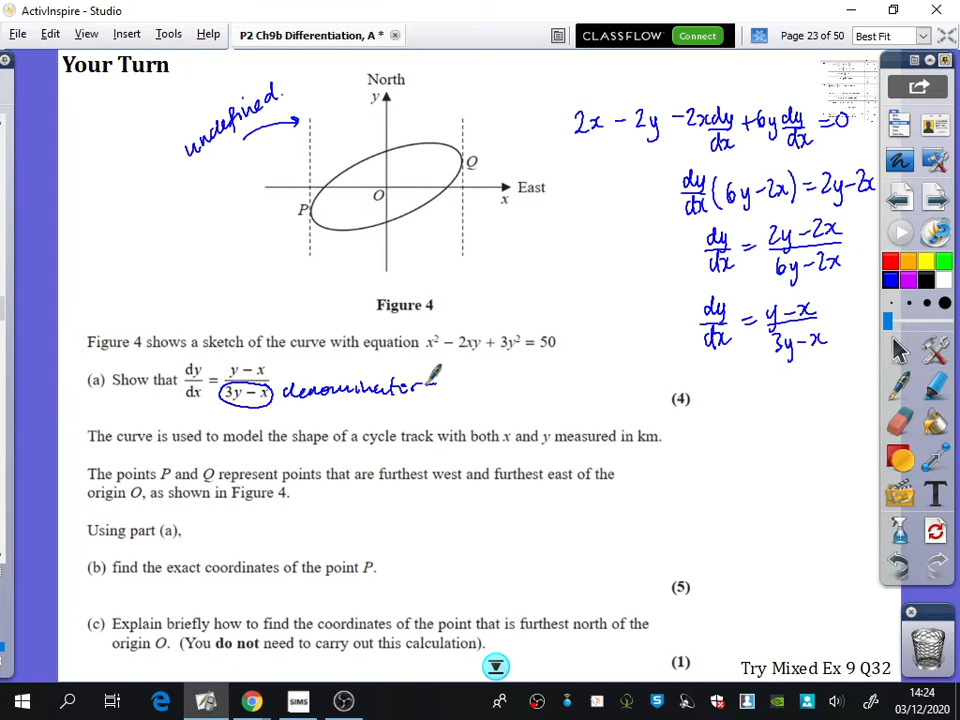 ActivInspire - Studio
File Edit View Insert Tools Help
P2 Ch9b Differentiation, A *
CLASSFLOW Connect
Page 23 of 50
Best Fit
Your Turn
undefined.
North
y
Q
O
East
x
P
Figure 4
2x - 2y - 2x dy/dx + 6y dy/dx = 0
dy/dx (6y - 2x) = 2y - 2x
dy/dx = (2y - 2x)/(6y - 2x)
dy/dx = (y - x)/(3y - x)
Figure 4 shows a sketch of the curve with equation x² − 2xy + 3y² = 50
(a) Show that dy/dx = (y − x)/(3y − x) denominator =
(4)
The curve is used to model the shape of a cycle track with both x and y measured in km.
The points P and Q represent points that are furthest west and furthest east of the
origin O, as shown in Figure 4.
Using part (a),
(b) find the exact coordinates of the point P.
(5)
(c) Explain briefly how to find the coordinates of the point that is furthest north of the
origin O. (You do not need to carry out this calculation).
(1)
Try Mixed Ex 9 Q32
SIMS
14:24
03/12/2020